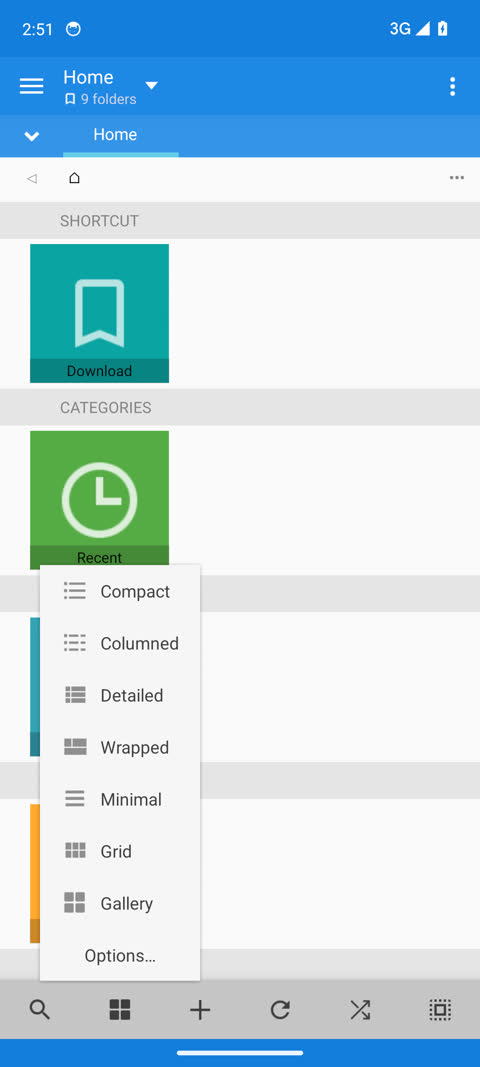 2:51
3G
Home
9 folders
Home
SHORTCUT
Download
CATEGORIES
Recent
Compact
Columned
Detailed
Wrapped
Minimal
Grid
Gallery
Options...